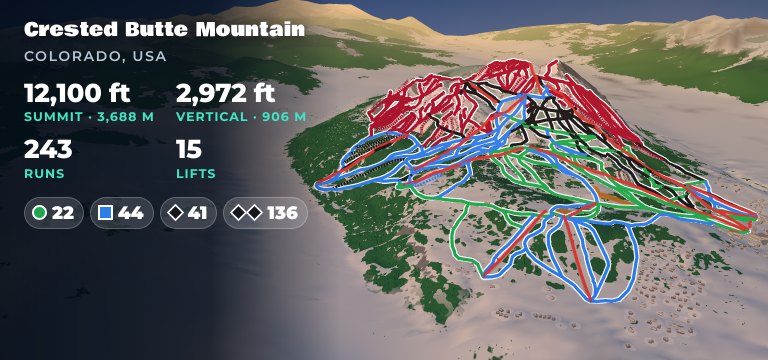 Crested Butte Mountain
COLORADO, USA
12,100 ft 2,972 ft
SUMMIT · 3,688 M VERTICAL · 906 M
243 15
RUNS LIFTS
22 44 41 136